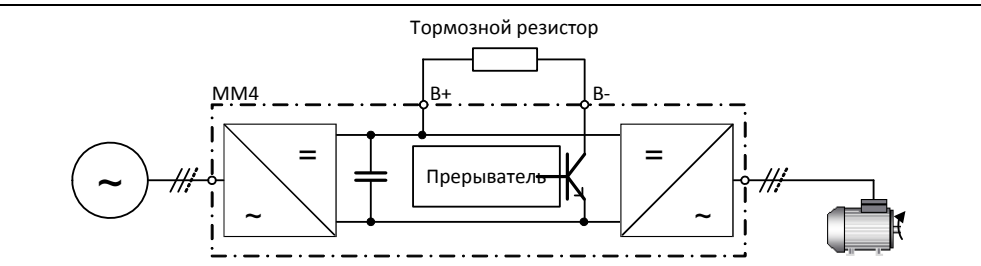 Тормозной резистор
B+
B-
MM4
=
=
Прерыватель
~
~
~